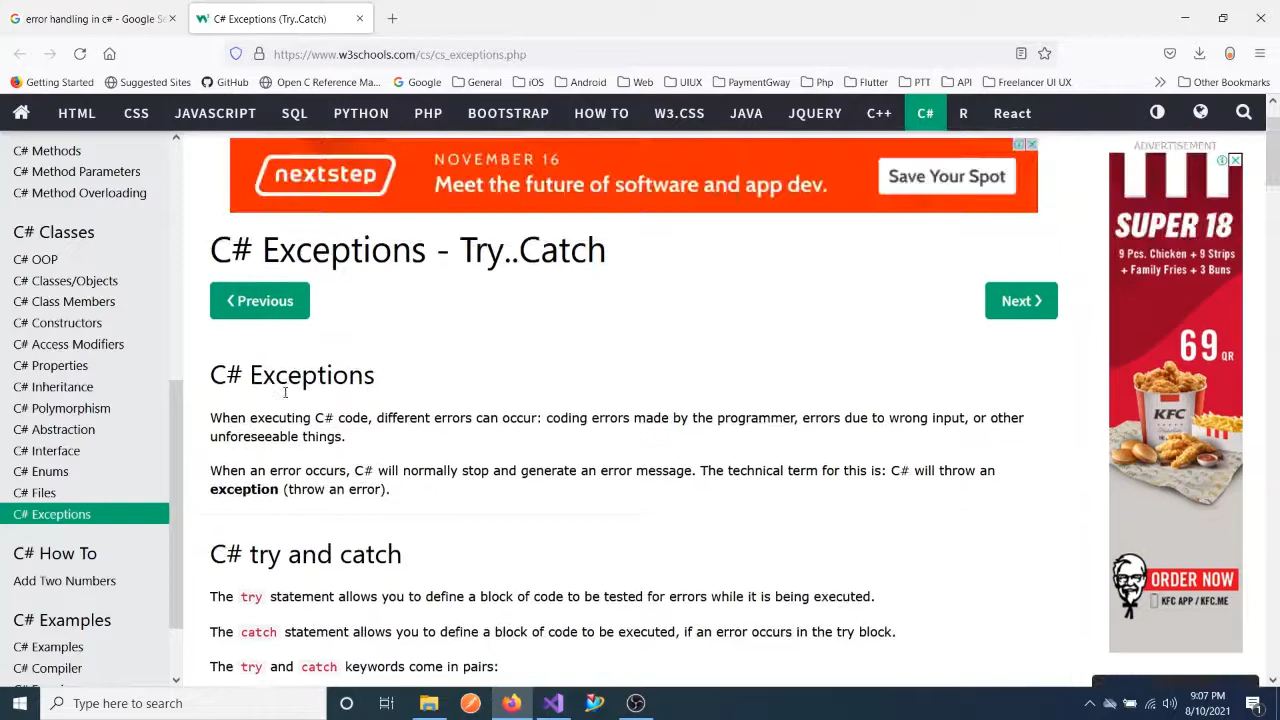 error handling in c# - Google Se
C# Exceptions (Try..Catch)
https://www.w3schools.com/cs/cs_exceptions.php
Getting Started
Suggested Sites
GitHub
Open C Reference Ma...
Google
General
iOS
Android
Web
UIUX
PaymentGway
Php
Flutter
PTT
API
Freelancer UI UX
Other Bookmarks
HTML
CSS
JAVASCRIPT
SQL
PYTHON
PHP
BOOTSTRAP
HOW TO
W3.CSS
JAVA
JQUERY
C++
C#
R
React
C# Methods
C# Method Parameters
C# Method Overloading
C# Classes
C# OOP
C# Classes/Objects
C# Class Members
C# Constructors
C# Access Modifiers
C# Properties
C# Inheritance
C# Polymorphism
C# Abstraction
C# Interface
C# Enums
C# Files
C# Exceptions
C# How To
Add Two Numbers
C# Examples
C# Examples
C# Compiler
nextstep
NOVEMBER 16
Meet the future of software and app dev.
Save Your Spot
C# Exceptions - Try..Catch
❮ Previous
Next ❯
C# Exceptions
When executing C# code, different errors can occur: coding errors made by the programmer, errors due to wrong input, or other
unforeseeable things.
When an error occurs, C# will normally stop and generate an error message. The technical term for this is: C# will throw an
exception (throw an error).
C# try and catch
The try statement allows you to define a block of code to be tested for errors while it is being executed.
The catch statement allows you to define a block of code to be executed, if an error occurs in the try block.
The try and catch keywords come in pairs:
ADVERTISEMENT
SUPER 18
9 Pcs. Chicken + 9 Strips
+ Family Fries + 3 Buns
69 QR
KFC
ORDER NOW
KFC APP / KFC.ME
Type here to search
9:07 PM
8/10/2021